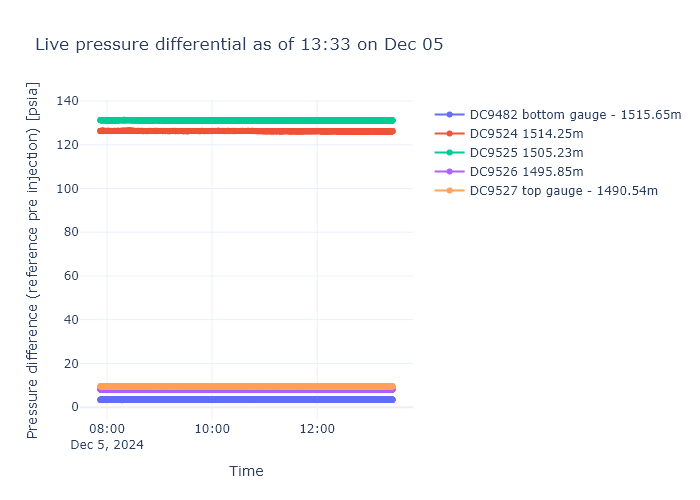 Live pressure differential as of 13:33 on Dec 05
Pressure difference (reference pre injection) [psia]
140
120
100
80
60
40
20
0
08:00
Dec 5, 2024
10:00
12:00
Time
DC9482 bottom gauge - 1515.65m
DC9524 1514.25m
DC9525 1505.23m
DC9526 1495.85m
DC9527 top gauge - 1490.54m